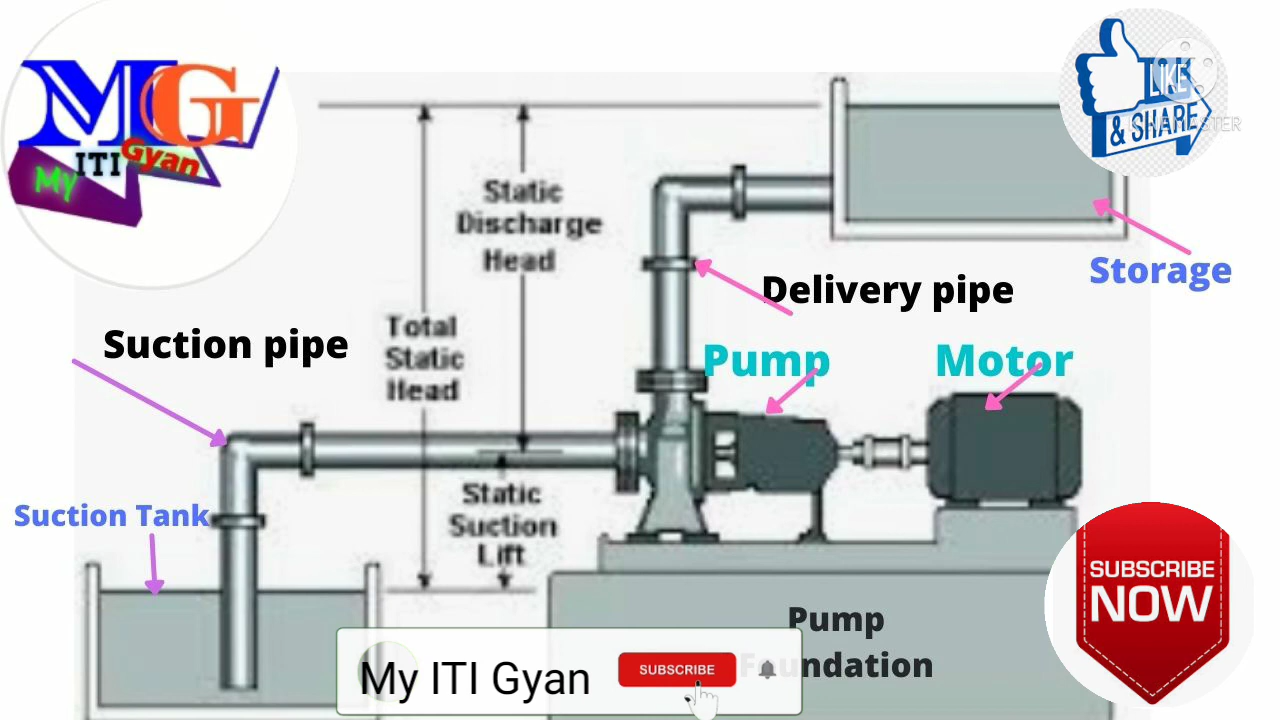 MG
My ITI Gyan
LIKE
& SHARE
Static
Discharge
Head
Storage
Delivery pipe
Total
Static
Head
Suction pipe
Pump
Motor
Static
Suction
Lift
Suction Tank
SUBSCRIBE
NOW
Pump
Foundation
My ITI Gyan
SUBSCRIBE